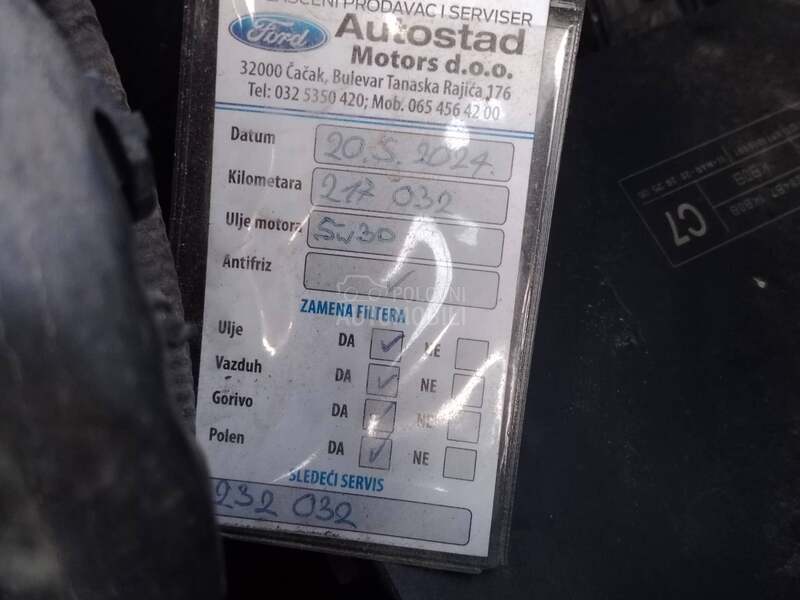 PRODAVAC I SERVISER
Ford
Autostad
Motors d.o.o.
32000 Čačak, Bulevar Tanaska Rajića 176
Tel: 032 5350 420; Mob. 065 456 42 00
Datum 20.5.2024.
Kilometara 217 032
Ulje motora 5w30
Antifriz ✓
POLOVNI
AUTOMOBILI
ZAMENA FILTERA
Ulje DA ✓ NE
Vazduh DA ✓ NE
Gorivo DA ✓ NE
Polen DA ✓ NE
SLEDEĆI SERVIS
232 032
C7